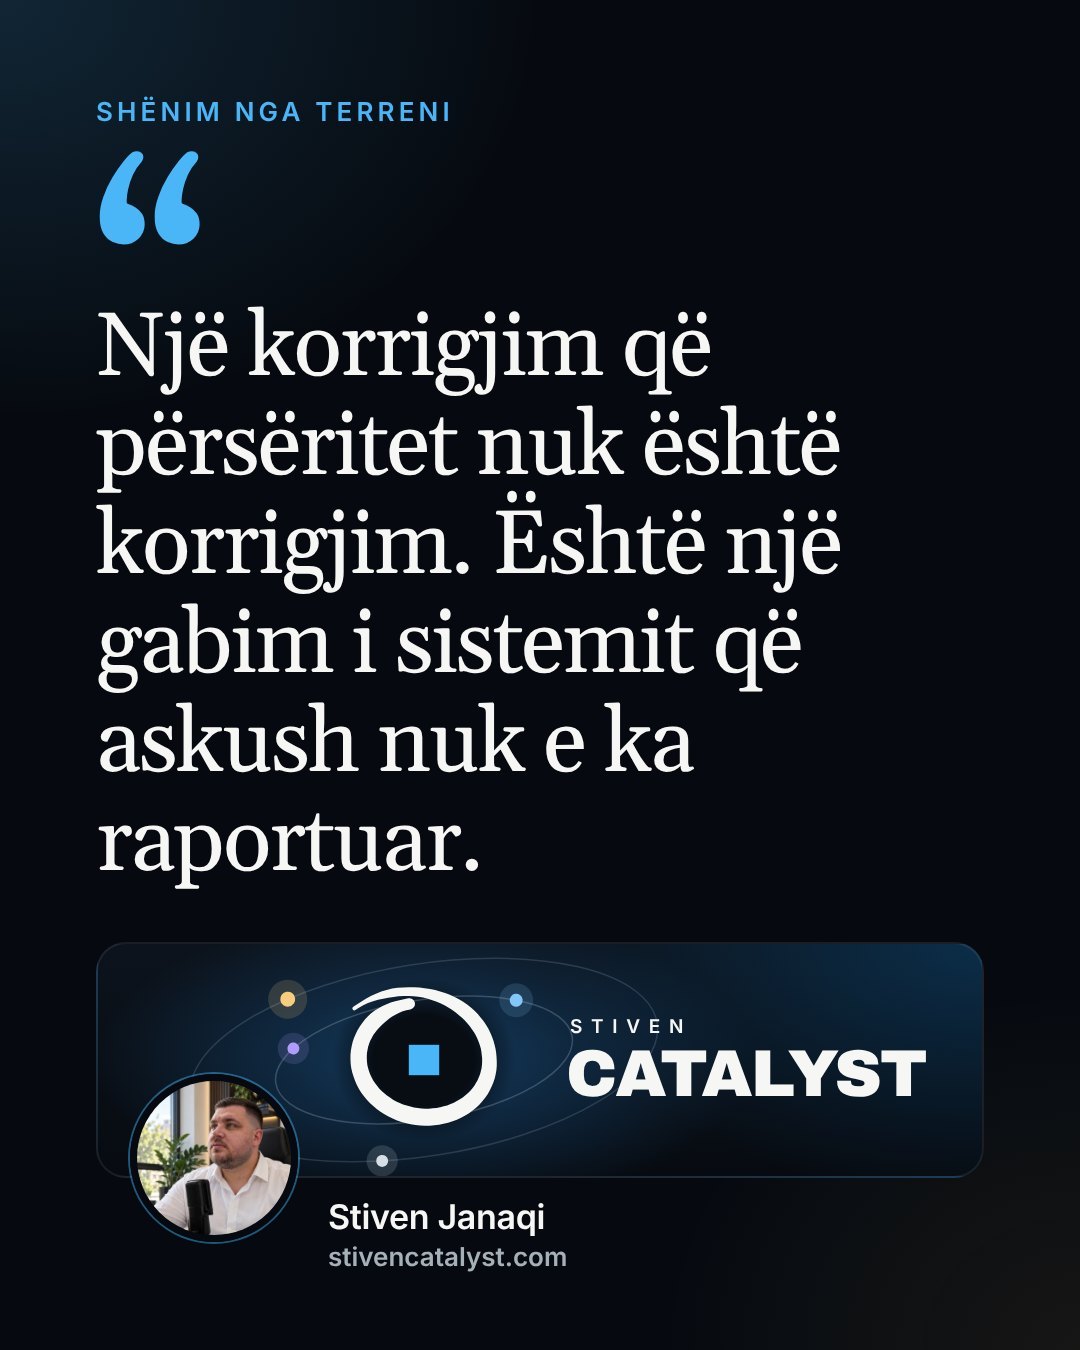 SHËNIM NGA TERRENI
“
Një korrigjim që
përsëritet nuk është
korrigjim. Është një
gabim i sistemit që
askush nuk e ka
raportuar.
STIVEN
CATALYST
Stiven Janaqi
stivencatalyst.com